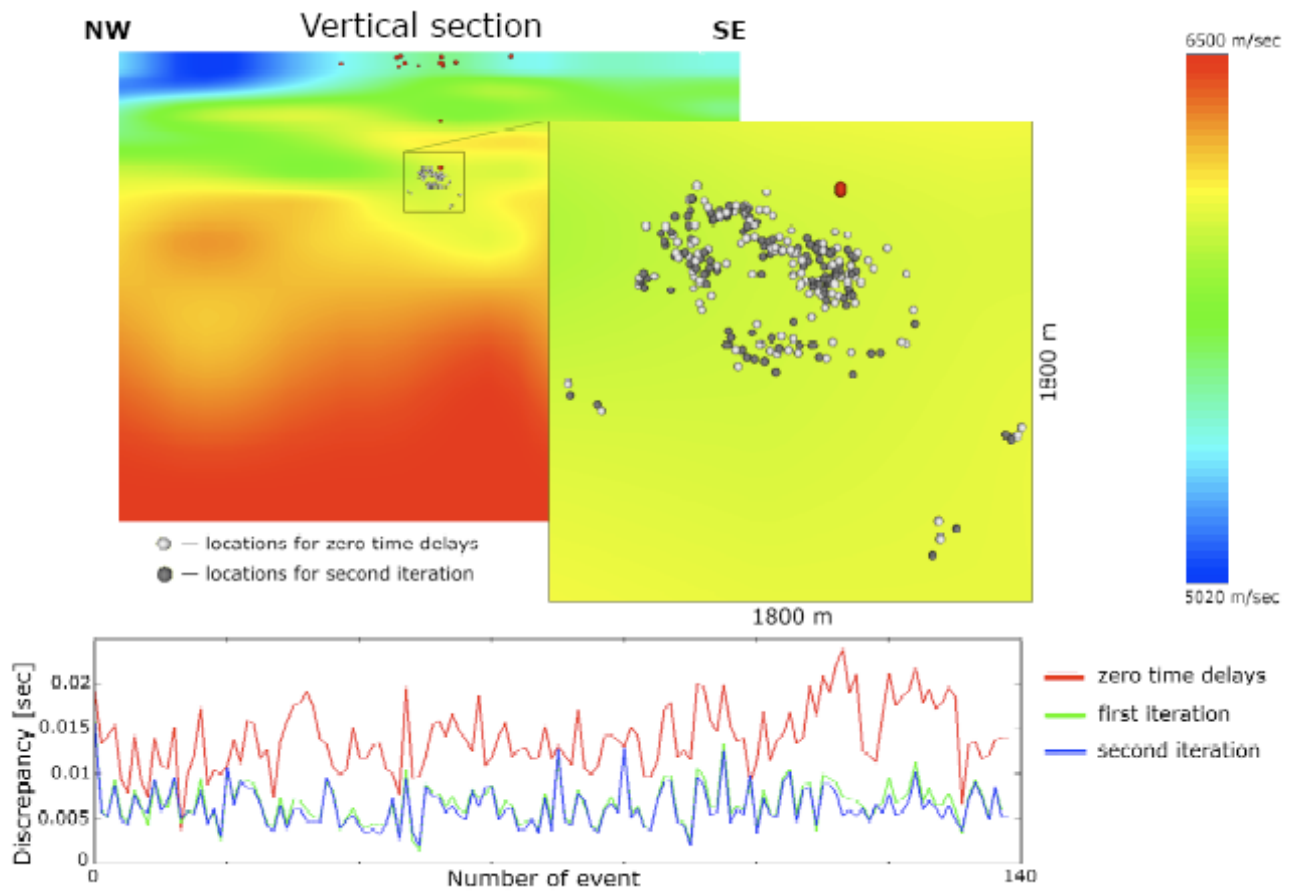 NW Vertical section SE
6500 m/sec
1800 m
— locations for zero time delays
— locations for second iteration
5020 m/sec
1800 m
Discrepancy [sec]
0.02
0.015
0.01
0.005
0
zero time delays
first iteration
second iteration
0 Number of event 140